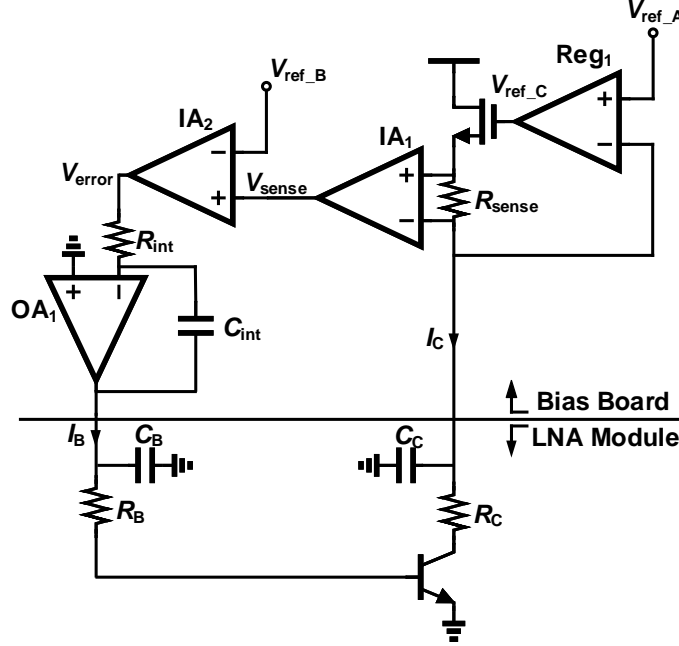 Vref_A
Reg1
Vref_C
Vref_B
IA2
IA1
+
−
−
+
Vsense
+
−
Verror
Rsense
Rint
+
−
OA1
Cint
IC
Bias Board
LNA Module
IB
CB
CC
RB
RC